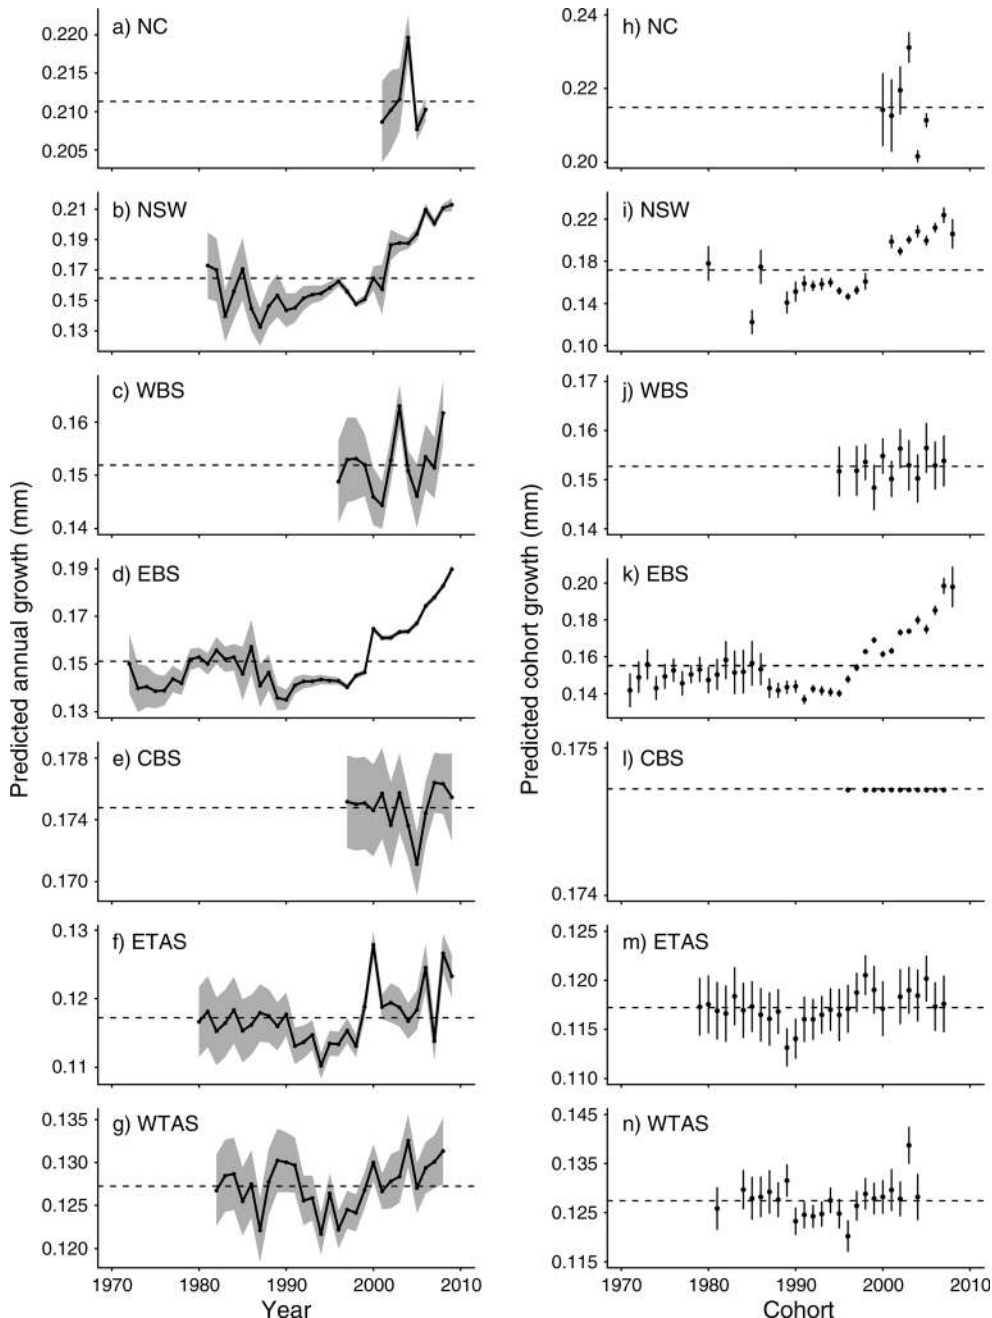 a) NC
0.220
0.215
0.210
0.205
h) NC
0.24
0.22
0.20
b) NSW
0.21
0.19
0.17
0.15
0.13
i) NSW
0.22
0.18
0.14
0.10
c) WBS
0.16
0.15
0.14
j) WBS
0.17
0.16
0.15
0.14
d) EBS
0.19
0.17
0.15
0.13
k) EBS
0.20
0.18
0.16
0.14
e) CBS
0.178
0.174
0.170
l) CBS
0.175
0.174
f) ETAS
0.13
0.12
0.11
m) ETAS
0.125
0.120
0.115
0.110
g) WTAS
0.135
0.130
0.125
0.120
n) WTAS
0.145
0.135
0.125
0.115
1970 1980 1990 2000 2010
1970 1980 1990 2000 2010
Year
Cohort
Predicted annual growth (mm)
Predicted cohort growth (mm)